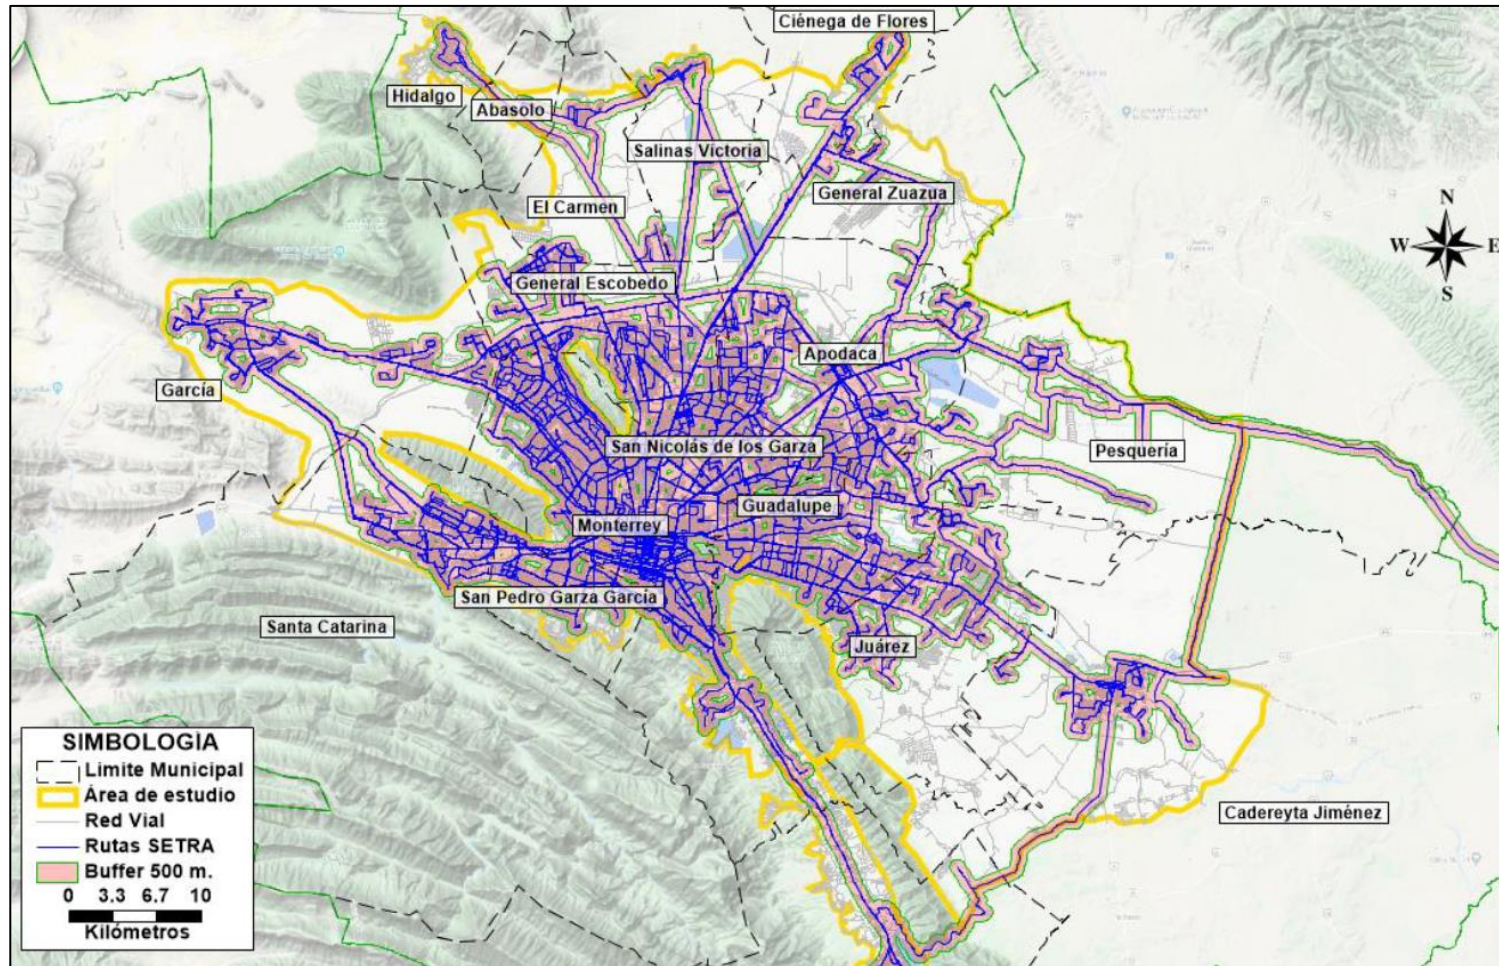 Ciénega de Flores
Hidalgo
Abasolo
Salinas Victoria
General Zuazua
El Carmen
N
W
E
S
General Escobedo
Apodaca
García
San Nicolás de los Garza
Pesquería
Guadalupe
Monterrey
San Pedro Garza García
Santa Catarina
Juárez
Cadereyta Jiménez
SIMBOLOGÍA
Limite Municipal
Área de estudio
Red Vial
Rutas SETRA
Buffer 500 m.
0 3.3 6.7 10
Kilómetros